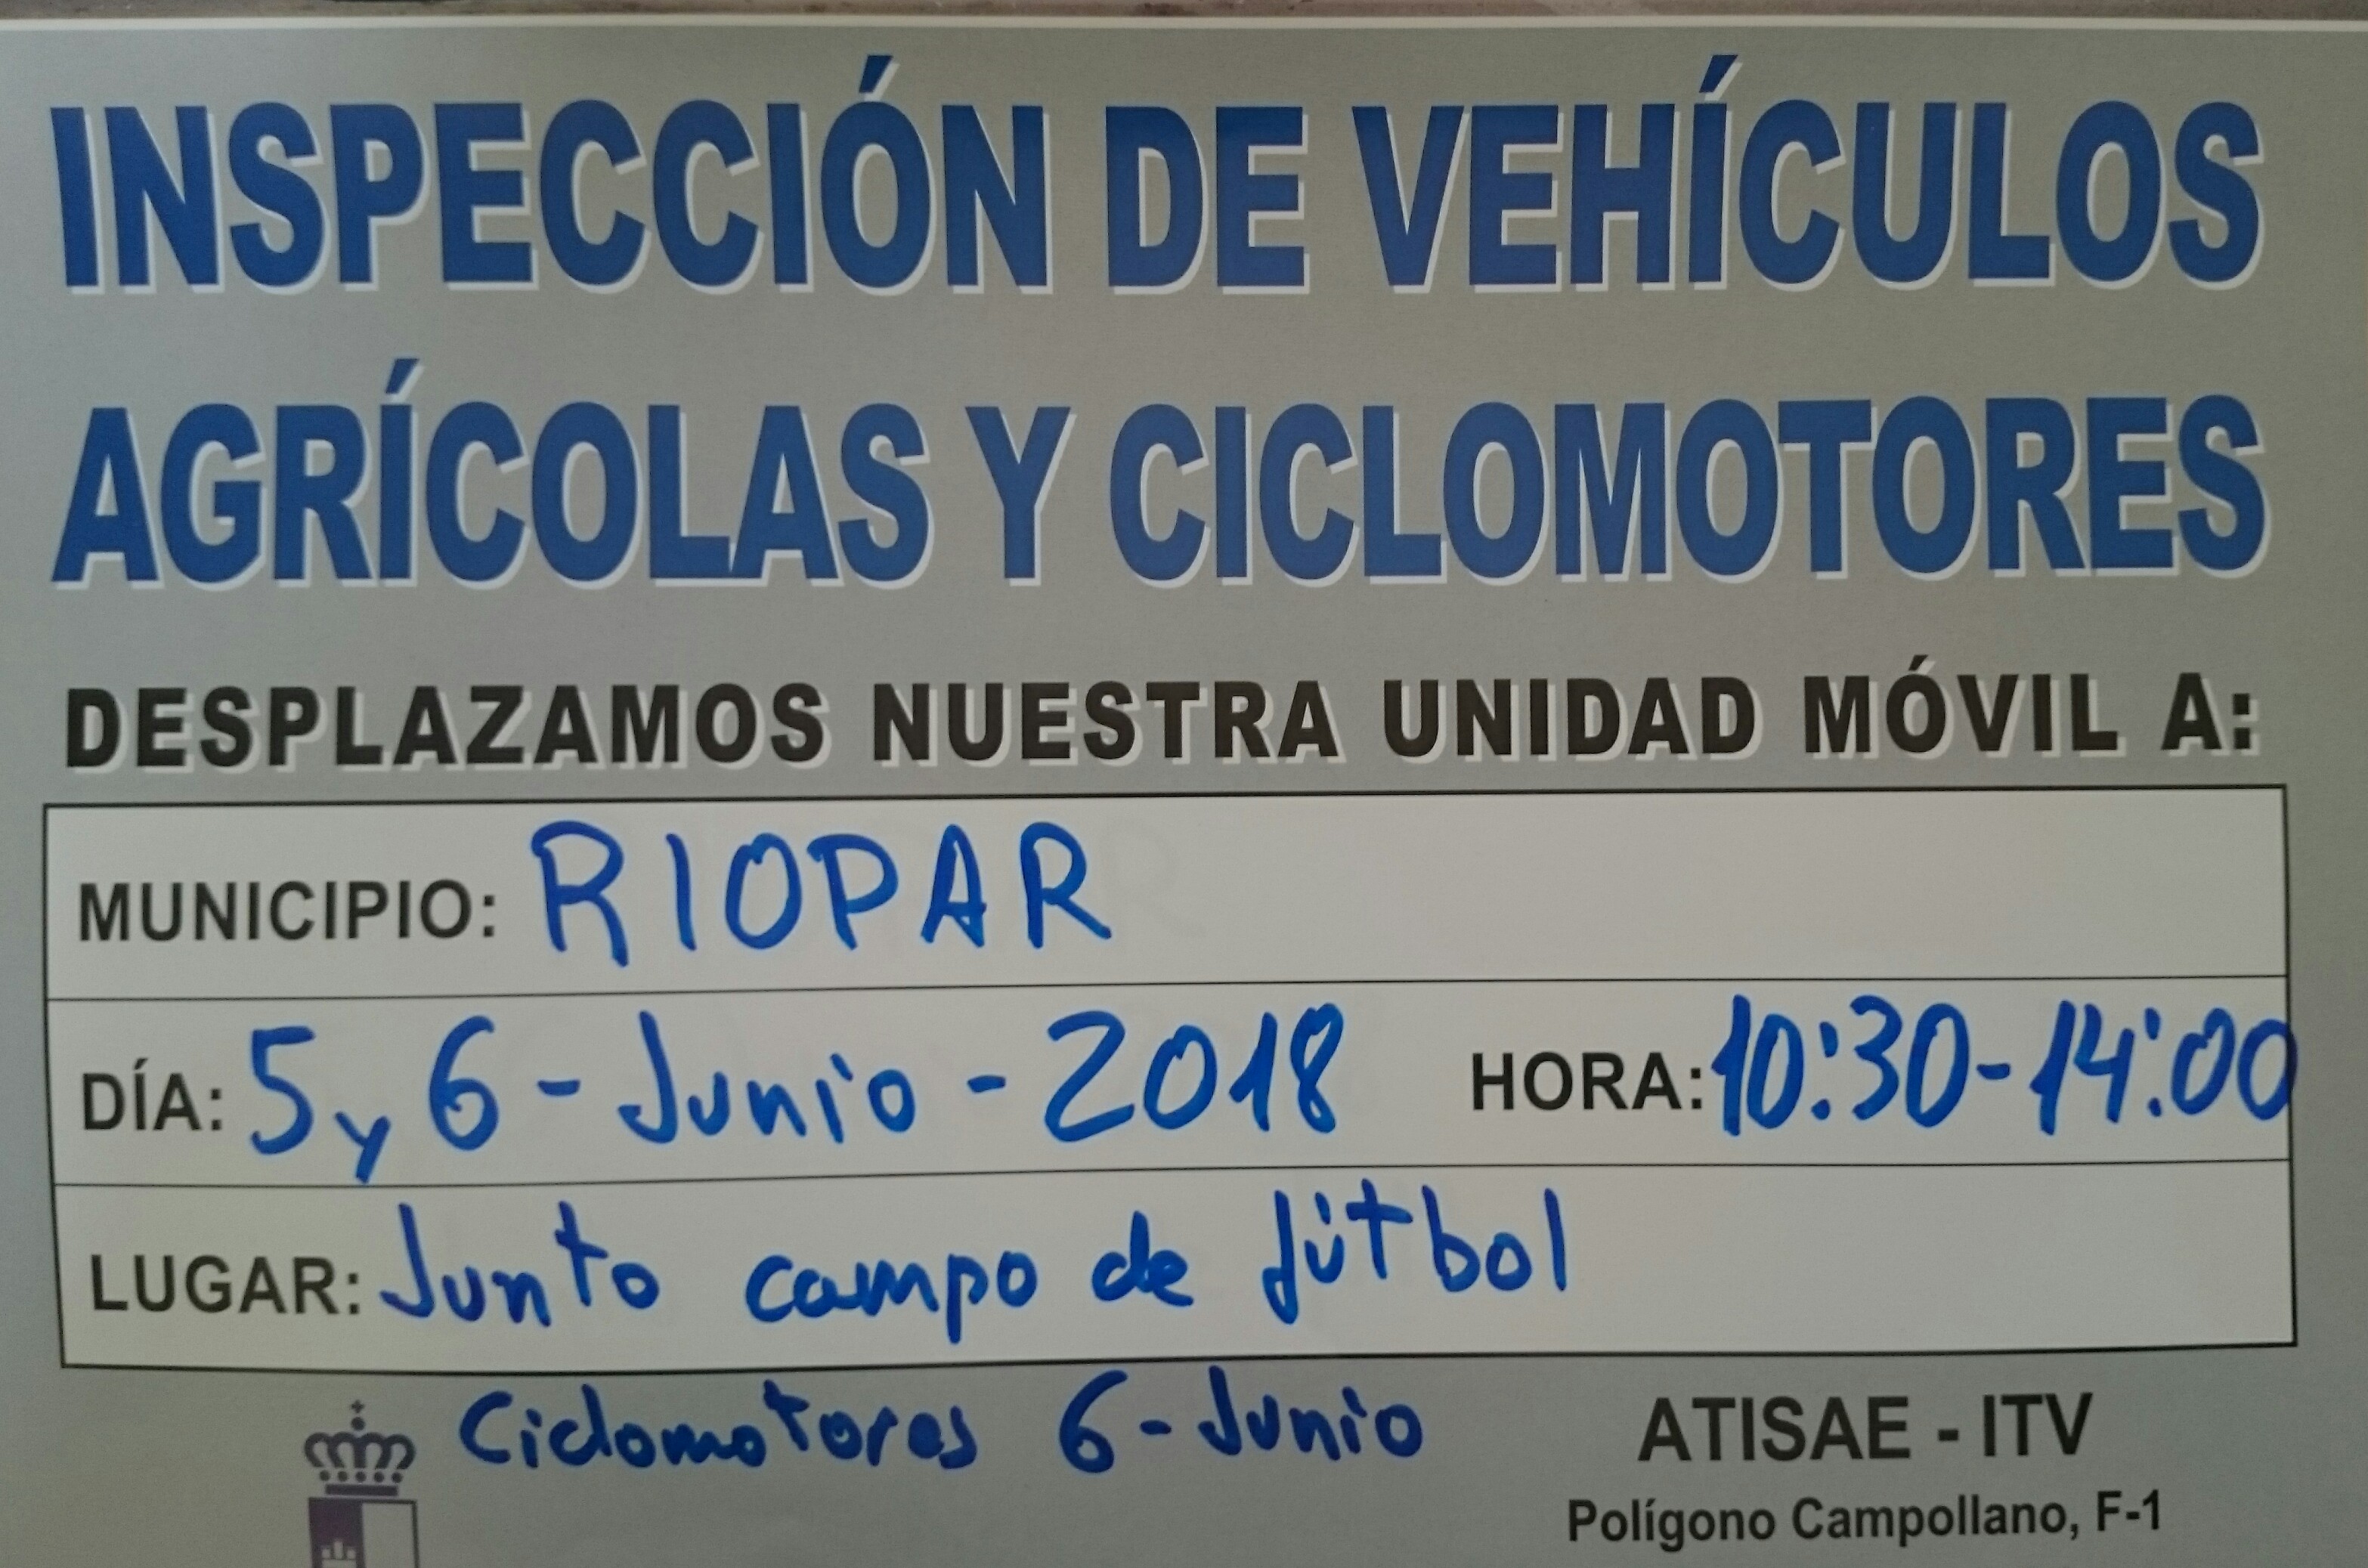 INSPECCIÓN DE VEHÍCULOS
AGRÍCOLAS Y CICLOMOTORES
DESPLAZAMOS NUESTRA UNIDAD MÓVIL A:
MUNICIPIO: RIOPAR
DÍA: 5 y 6 - Junio - 2018 HORA: 10:30 - 14:00
LUGAR: Junto campo de fútbol
Ciclomotores 6 - Junio
ATISAE - ITV
Polígono Campollano, F-1